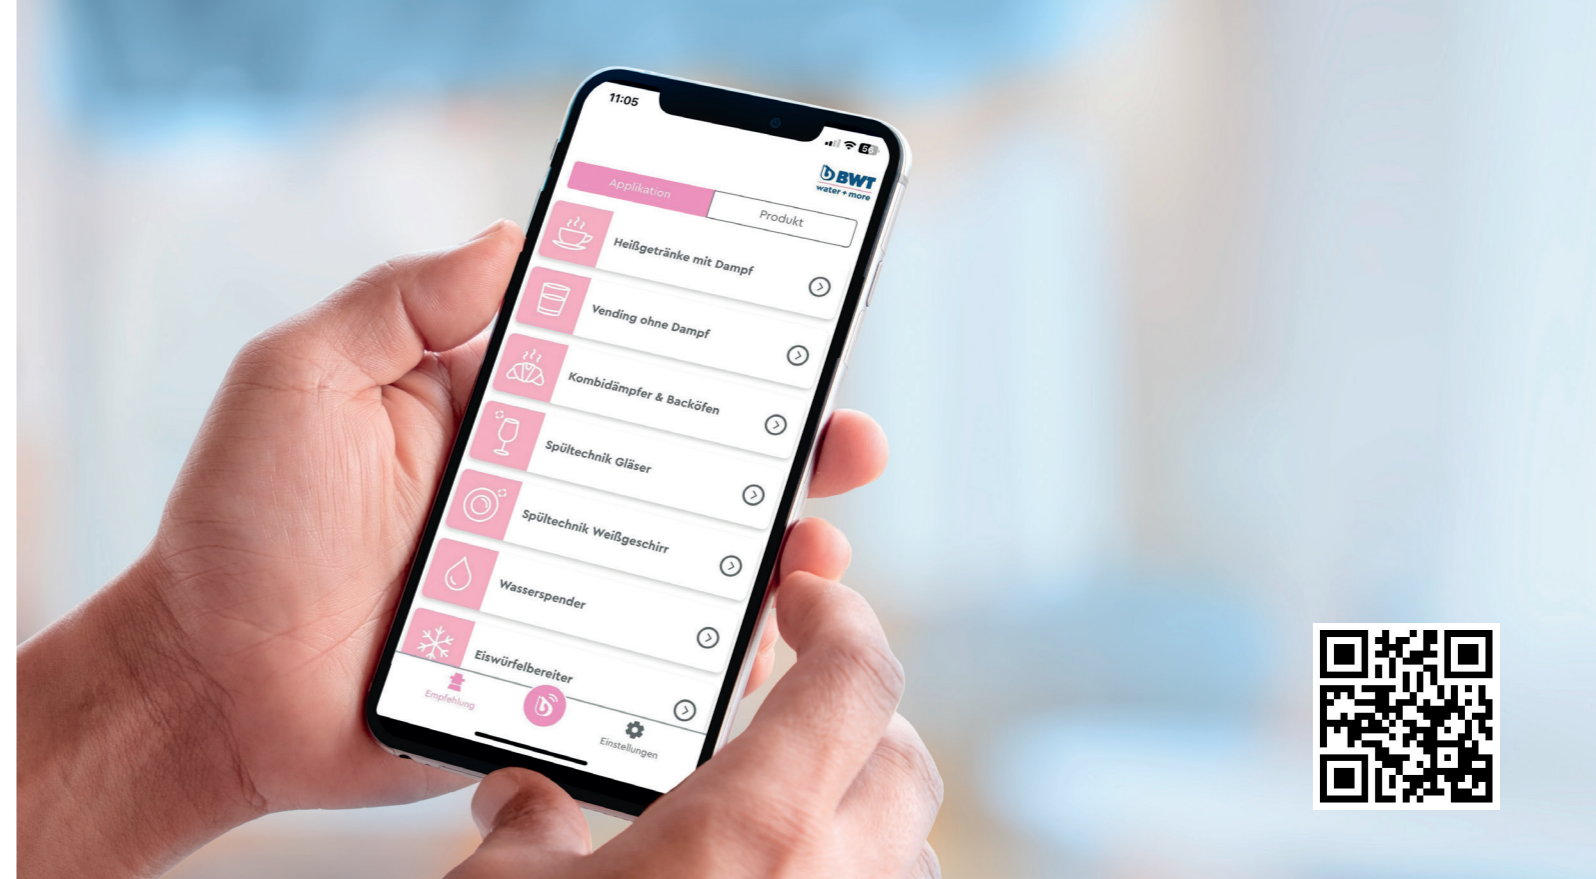 11:05
56
BWT
water + more
Applikation
Produkt
Heißgetränke mit Dampf
Vending ohne Dampf
Kombidämpfer & Backöfen
Spültechnik Gläser
Spültechnik Weißgeschirr
Wasserspender
Eiswürfelbereiter
Empfehlung
Einstellungen